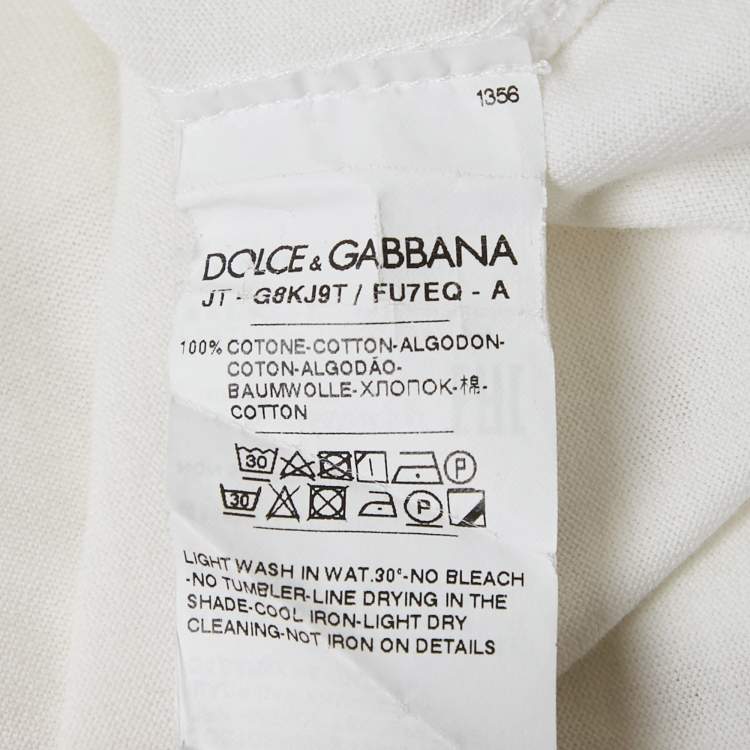 1356
DOLCE & GABBANA
JT - G8KJ9T / FU7EQ - A
100% COTONE-COTTON-ALGODON-
COTON-ALGODÃO-
BAUMWOLLE-ХЛОПОК-棉-
COTTON
30 P
30 P
LIGHT WASH IN WAT.30°-NO BLEACH
-NO TUMBLER-LINE DRYING IN THE
SHADE-COOL IRON-LIGHT DRY
CLEANING-NOT IRON ON DETAILS